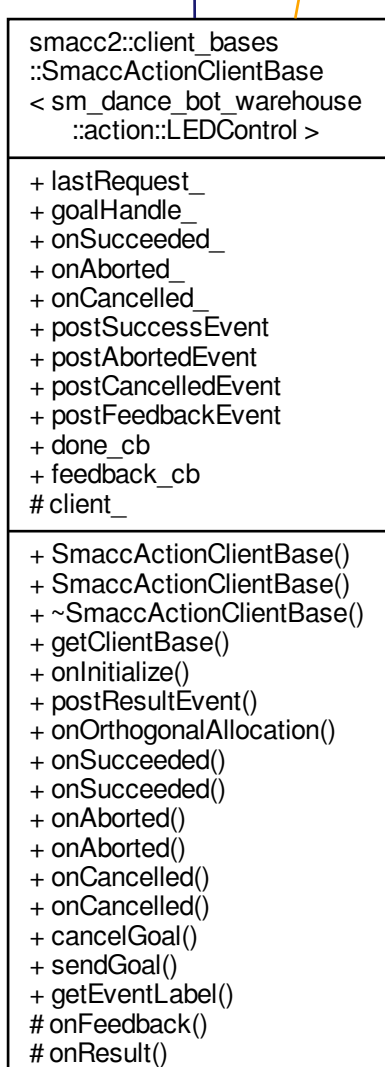 smacc2::client_bases
::SmaccActionClientBase
< sm_dance_bot_warehouse
::action::LEDControl >
+ lastRequest_
+ goalHandle_
+ onSucceeded_
+ onAborted_
+ onCancelled_
+ postSuccessEvent
+ postAbortedEvent
+ postCancelledEvent
+ postFeedbackEvent
+ done_cb
+ feedback_cb
# client_
+ SmaccActionClientBase()
+ SmaccActionClientBase()
+ ~SmaccActionClientBase()
+ getClientBase()
+ onInitialize()
+ postResultEvent()
+ onOrthogonalAllocation()
+ onSucceeded()
+ onSucceeded()
+ onAborted()
+ onAborted()
+ onCancelled()
+ onCancelled()
+ cancelGoal()
+ sendGoal()
+ getEventLabel()
# onFeedback()
# onResult()